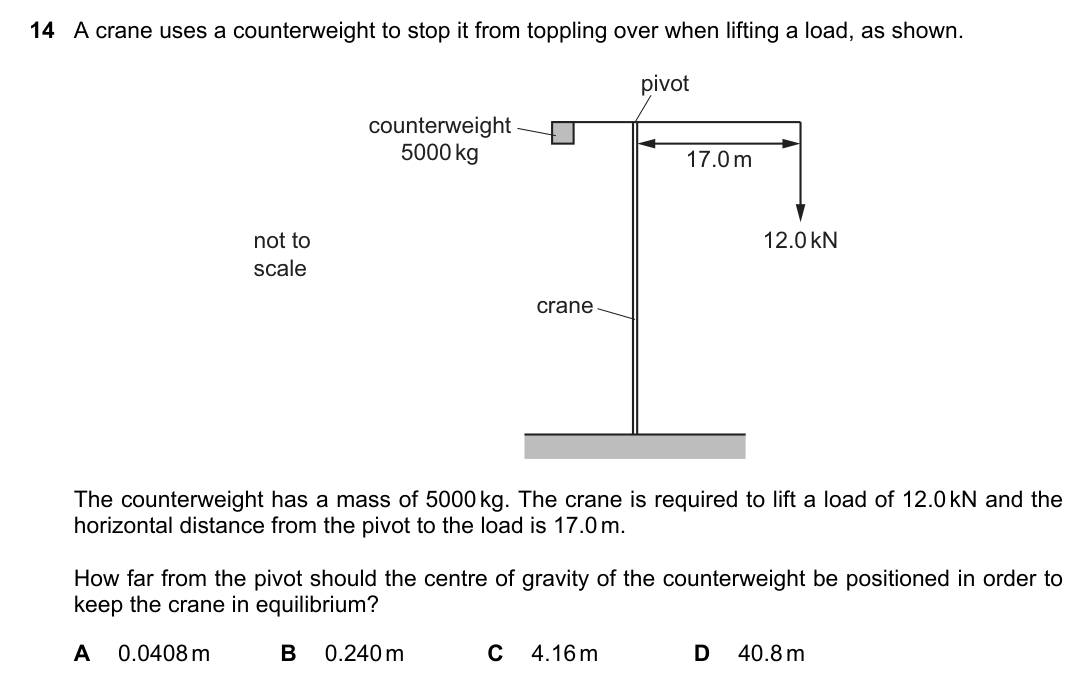 14 A crane uses a counterweight to stop it from toppling over when lifting a load, as shown.
pivot
counterweight
5000 kg
17.0 m
not to
scale
12.0 kN
crane
The counterweight has a mass of 5000 kg. The crane is required to lift a load of 12.0 kN and the
horizontal distance from the pivot to the load is 17.0 m.
How far from the pivot should the centre of gravity of the counterweight be positioned in order to
keep the crane in equilibrium?
A 0.0408 m B 0.240 m C 4.16 m D 40.8 m